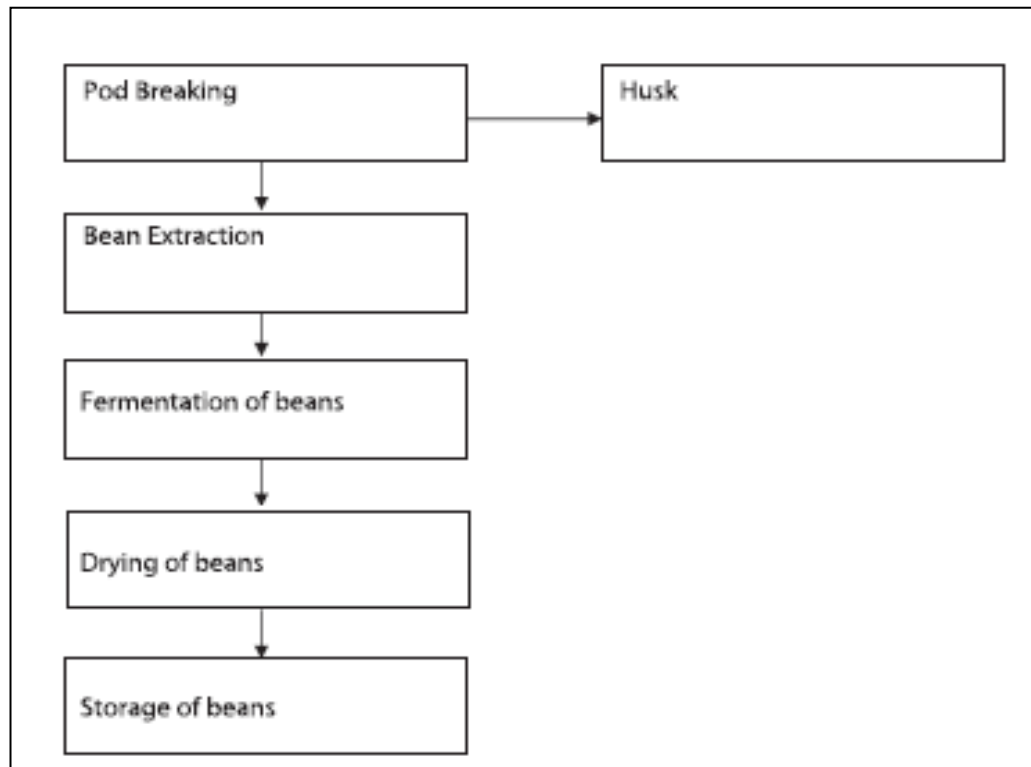 Pod Breaking
Husk
Bean Extraction
Fermentation of beans
Drying of beans
Storage of beans